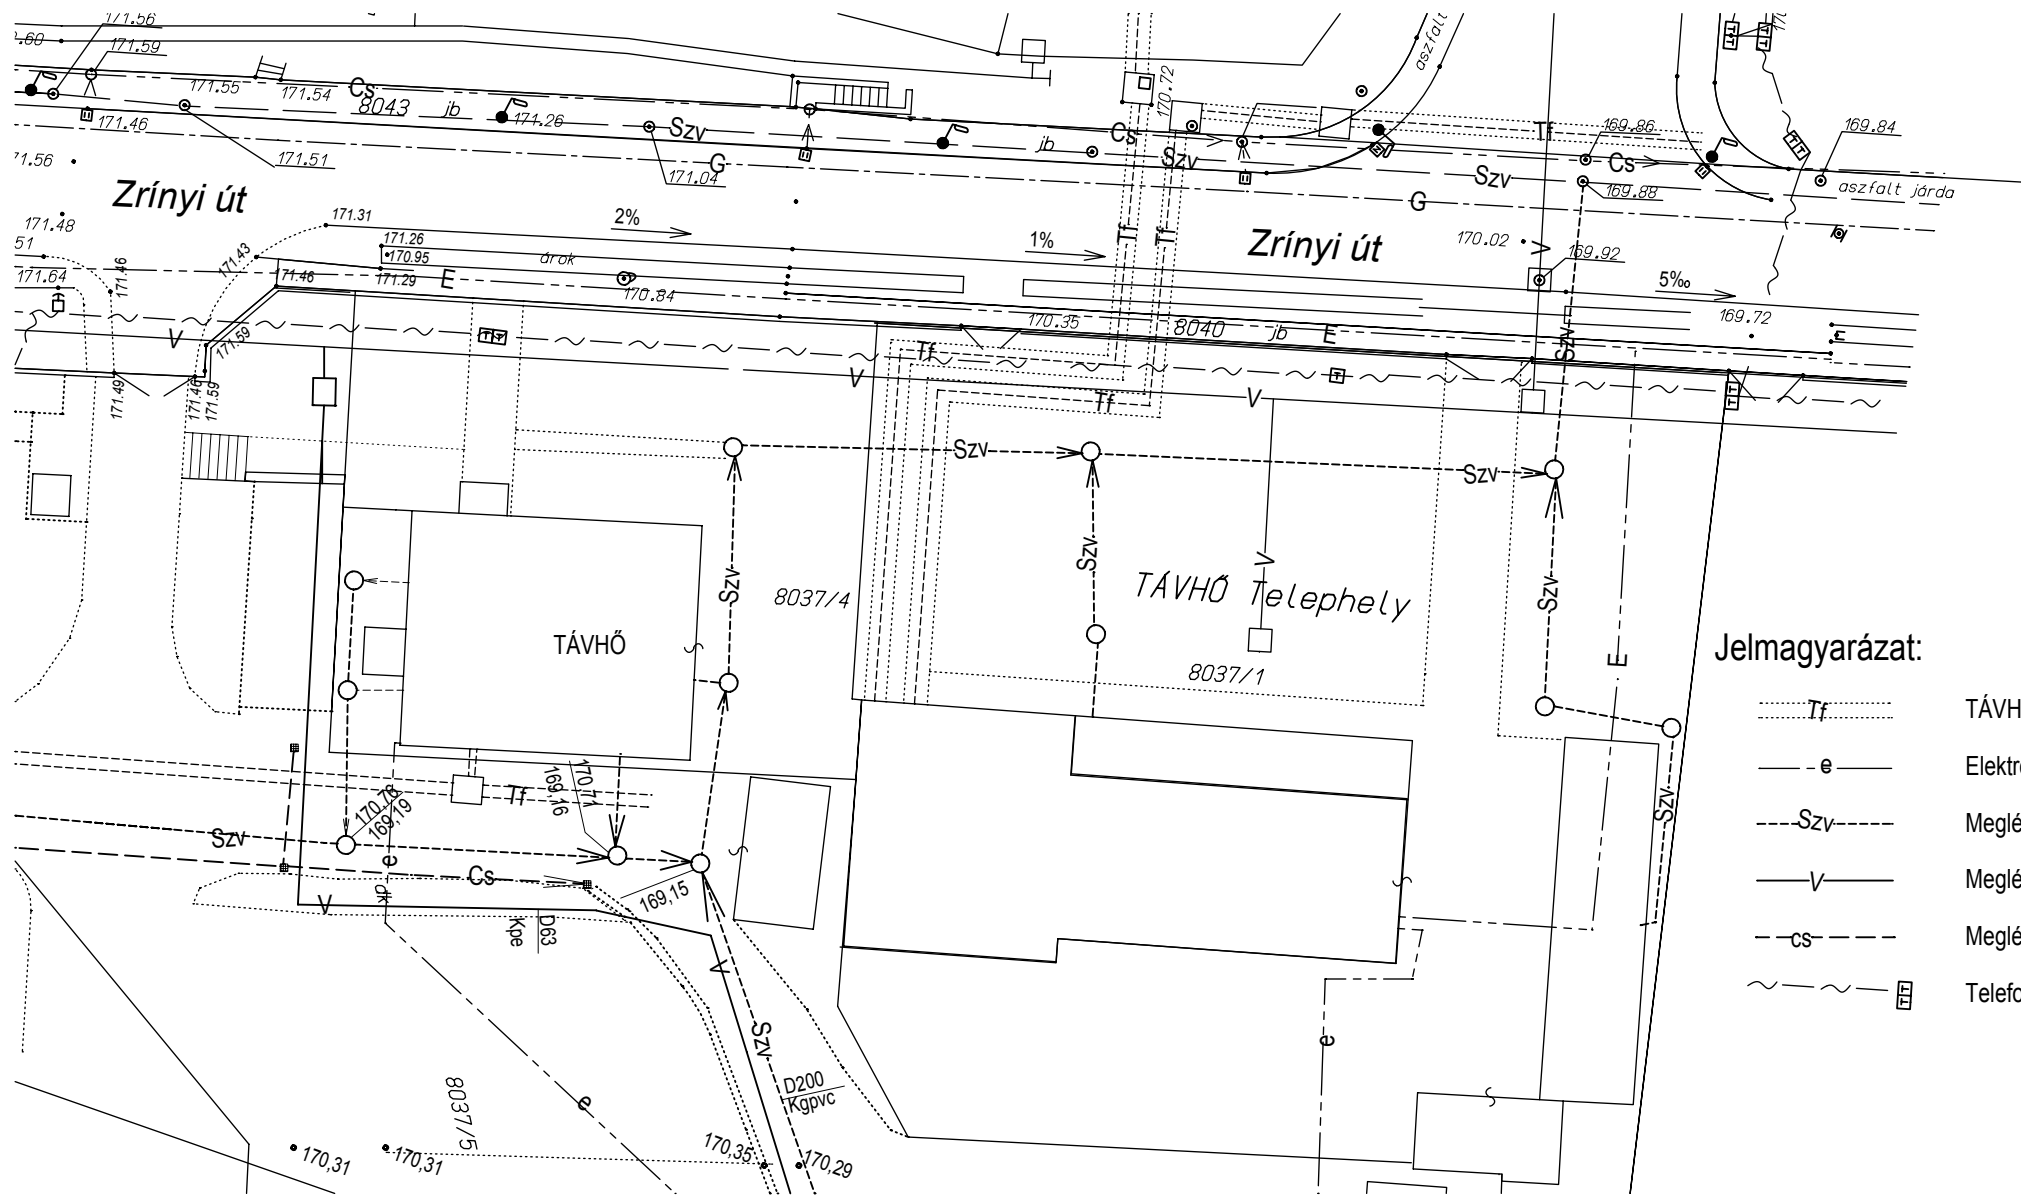 171.56
171.59
.60
171.55
171.54
Cs
8043
jb
171.26
Szv
171.46
171.51
171.04
G
71.56
170.72
jb
Cs
Szv
aszfalt
Tf
169.86
Cs
169.84
Szv
169.88
G
aszfalt járda
Zrínyi út
171.48
51
171.64
171.46
171.43
171.31
2%
1%
171.26
170.95
171.29
171.46
E
árok
170.84
Tf
Tf
Zrínyi út
170.02
V
169.92
5‰
169.72
V
171.59
171.49
171.46
171.59
170.35
8040
jb
E
Szv
Tf
V
V
Tf
Szv
Szv
Szv
Szv
V
Szv
8037/4
TÁVHŐ Telephely
TÁVHŐ
8037/1
E
Jelmagyarázat:
Tf
TÁVH
e
Elektr
Szv
Meglé
V
Meglé
cs
Meglé
TT
Telefo
Szv
Tf
170,78
169,19
170,71
169,16
Szv
e
dk
Cs
V
169,15
D63
Kpe
V
Szv
D200
Kgpvc
e
e
8037/5
170,31
170,31
170,35
170,29